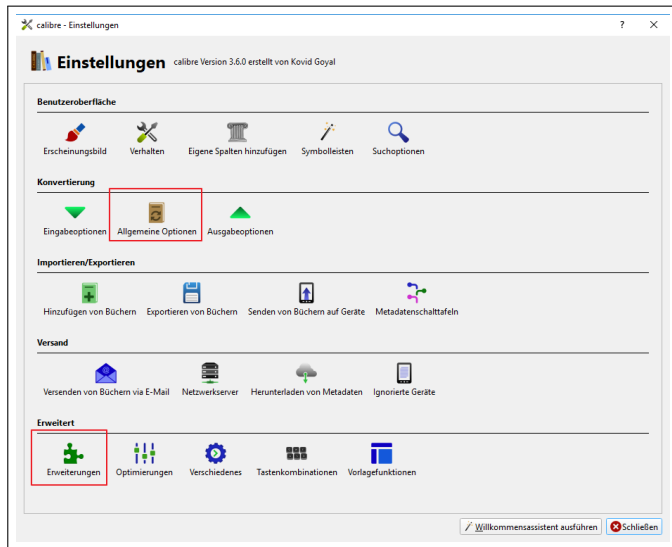 calibre - Einstellungen
Einstellungen calibre Version 3.6.0 erstellt von Kovid Goyal
Benutzeroberfläche
Erscheinungsbild Verhalten Eigene Spalten hinzufügen Symbolleisten Suchoptionen
Konvertierung
Eingabeoptionen Allgemeine Optionen Ausgabeoptionen
Importieren/Exportieren
Hinzufügen von Büchern Exportieren von Büchern Senden von Büchern auf Geräte Metadatenschalttafeln
Versand
Versenden von Büchern via E-Mail Netzwerkserver Herunterladen von Metadaten Ignorierte Geräte
Erweitert
Erweiterungen Optimierungen Verschiedenes Tastenkombinationen Vorlagefunktionen
Willkommensassistent ausführen Schließen